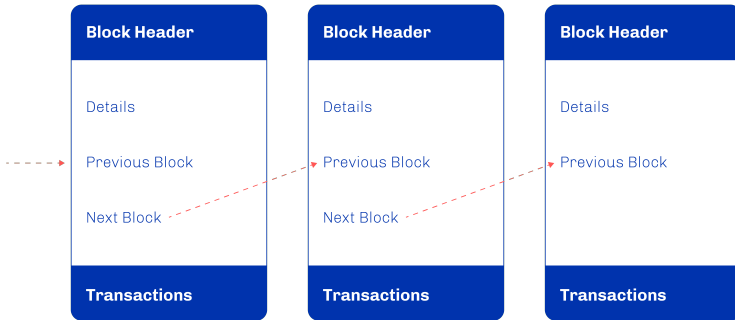 Block Header
Details
Previous Block
Next Block
Transactions
Block Header
Details
Previous Block
Next Block
Transactions
Block Header
Details
Previous Block
Transactions